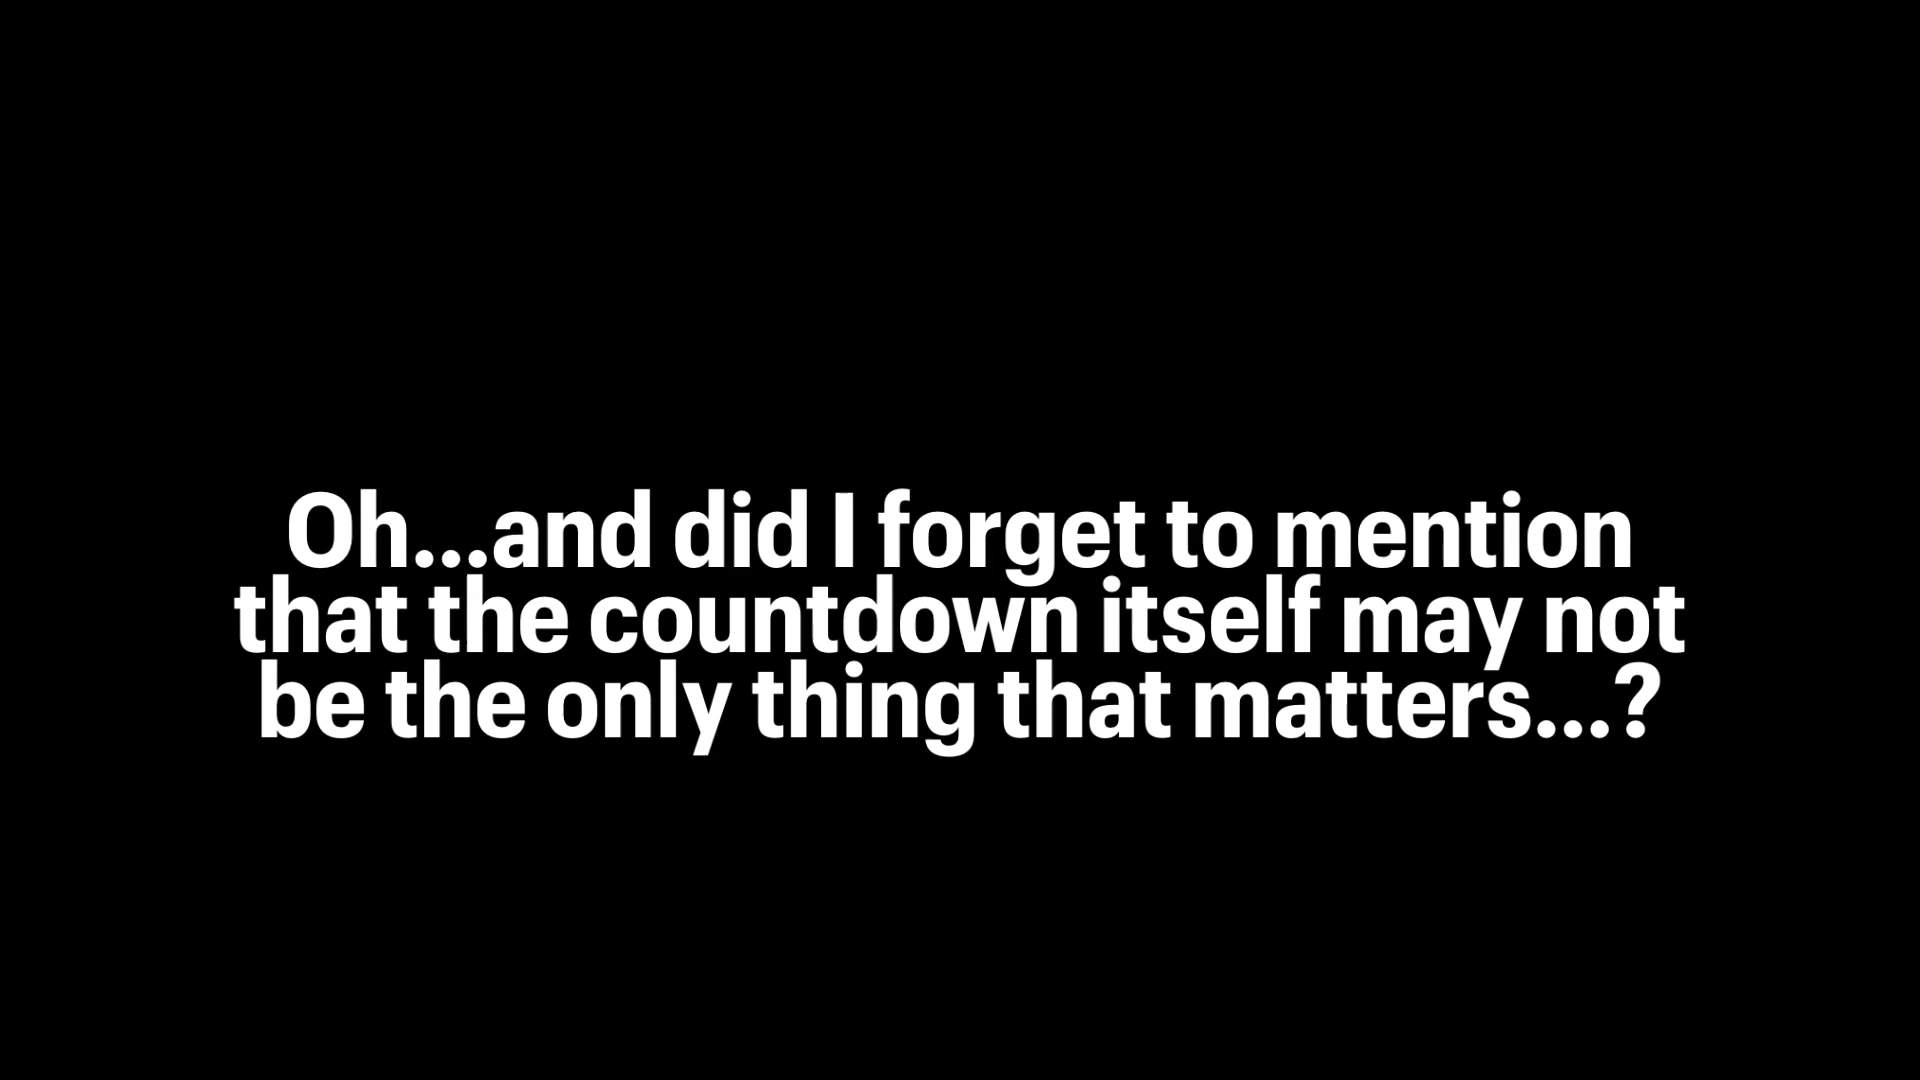 Oh...and did I forget to mention
that the countdown itself may not
be the only thing that matters...?